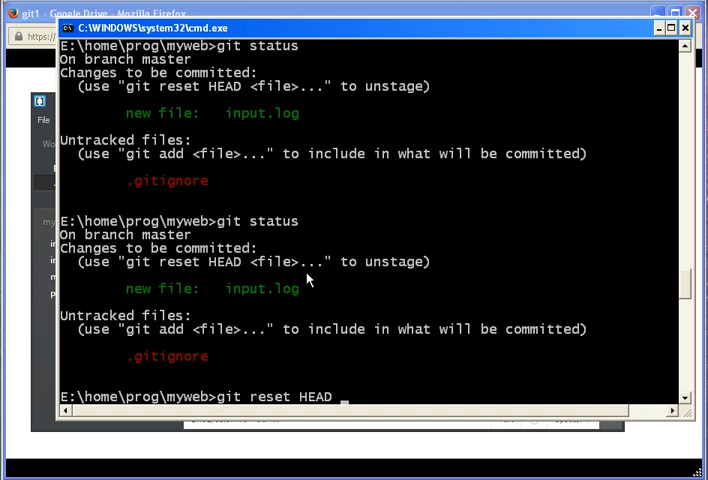 git1 - Google Drive - Mozilla Firefox
https://
C:\WINDOWS\system32\cmd.exe
File
E:\home\prog\myweb>git status
On branch master
Changes to be committed:
(use "git reset HEAD <file>..." to unstage)
new file: input.log
Untracked files:
(use "git add <file>..." to include in what will be committed)
.gitignore
E:\home\prog\myweb>git status
On branch master
Changes to be committed:
(use "git reset HEAD <file>..." to unstage)
new file: input.log
Untracked files:
(use "git add <file>..." to include in what will be committed)
.gitignore
E:\home\prog\myweb>git reset HEAD _